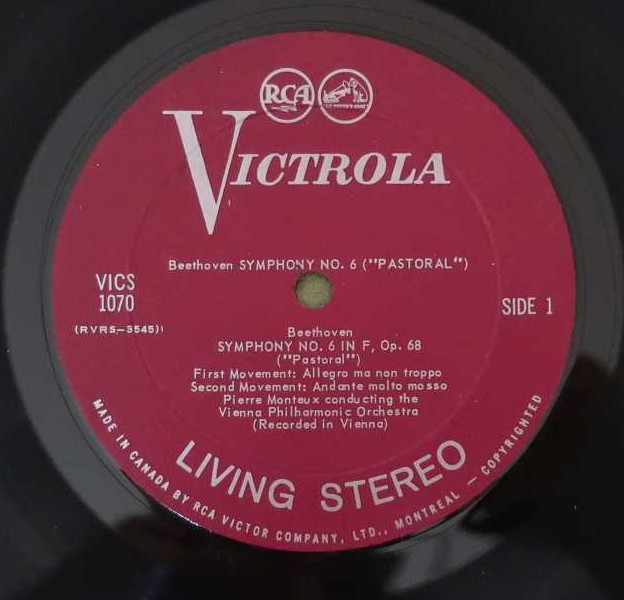 RCA
VICTROLA
Beethoven SYMPHONY NO. 6 ("PASTORAL")
VICS
1070
(RVRS-3545)
SIDE 1
Beethoven
SYMPHONY NO. 6 IN F, Op. 68
("Pastoral")
First Movement: Allegro ma non troppo
Second Movement: Andante molto mosso
Pierre Monteux conducting the
Vienna Philharmonic Orchestra
(Recorded in Vienna)
LIVING STEREO
MADE IN CANADA BY RCA VICTOR COMPANY, LTD., MONTREAL — COPYRIGHTED